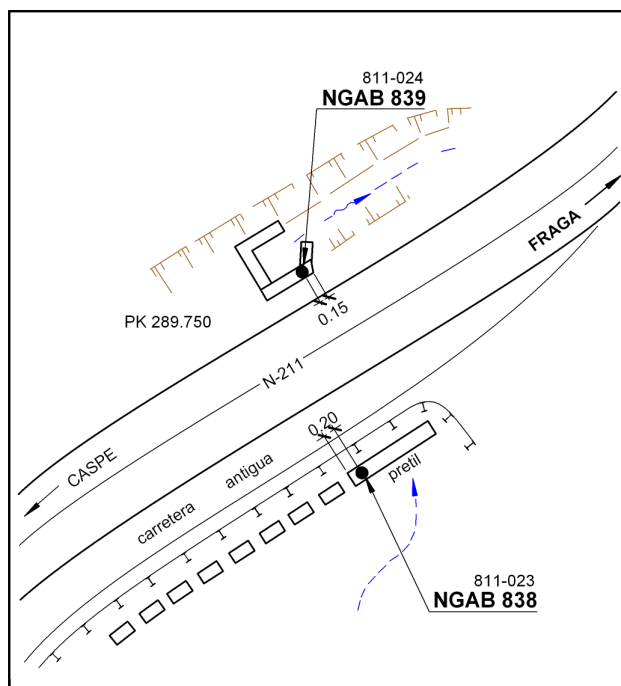 811-024
NGAB 839
FRAGA
0.15
PK 289.750
N-211
0.20
CASPE
carretera antigua
pretil
811-023
NGAB 838